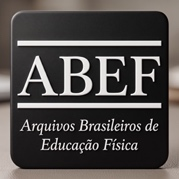 ABEF
Arquivos Brasileiros de
Educação Física